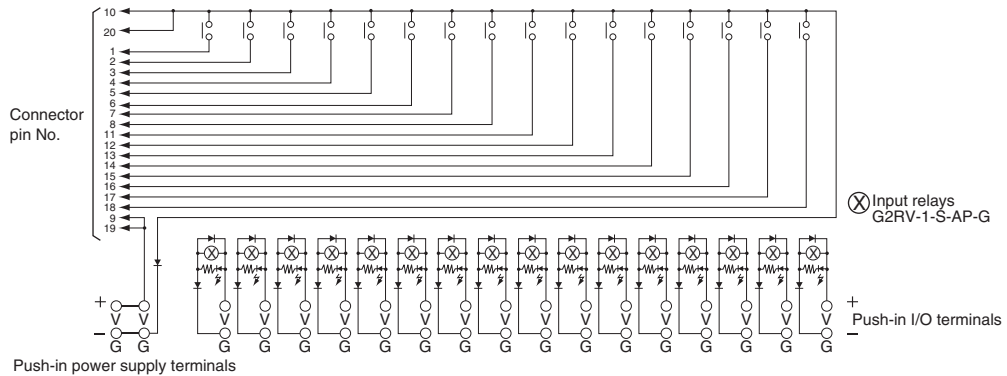 10
20
1
2
3
4
5
6
7
8
11
12
13
14
15
16
17
18
9
19
Connector
pin No.
Input relays
G2RV-1-S-AP-G
+ V V V V V V V V V V V V V V V V V V +
− G G G G G G G G G G G G G G G G G G −
Push-in I/O terminals
Push-in power supply terminals